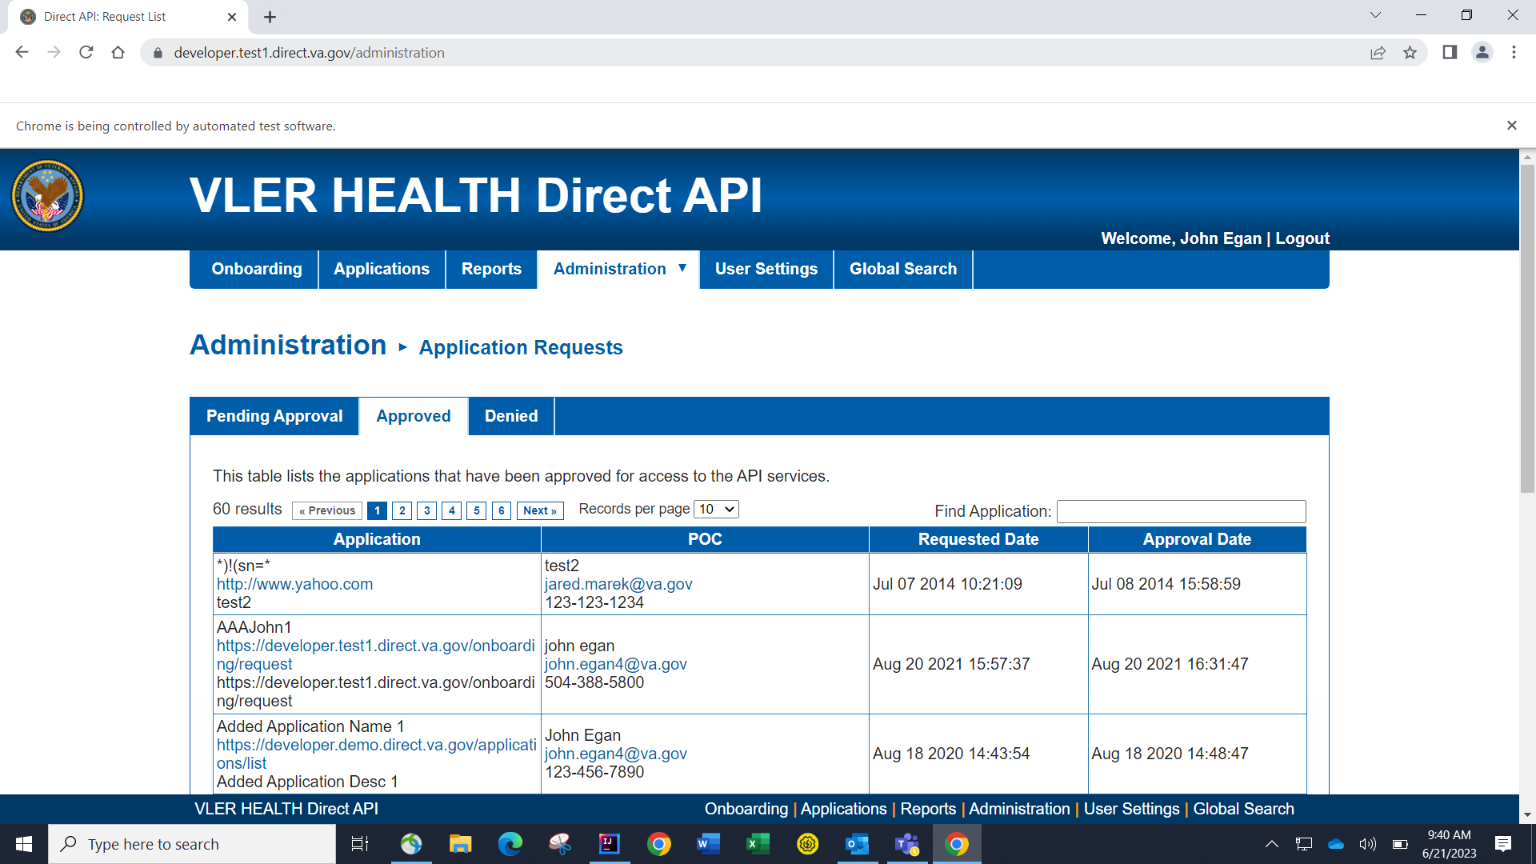 Direct API: Request List
developer.test1.direct.va.gov/administration
Chrome is being controlled by automated test software.
VLER HEALTH Direct API
Welcome, John Egan | Logout
Onboarding Applications Reports Administration ▼ User Settings Global Search
Administration ► Application Requests
Pending Approval Approved Denied
This table lists the applications that have been approved for access to the API services.
60 results « Previous 1 2 3 4 5 6 Next » Records per page 10 Find Application:
Application POC Requested Date Approval Date
*)!(sn=*
http://www.yahoo.com
test2
test2
jared.marek@va.gov
123-123-1234
Jul 07 2014 10:21:09
Jul 08 2014 15:58:59
AAAJohn1
https://developer.test1.direct.va.gov/onboardi
ng/request
https://developer.test1.direct.va.gov/onboardi
ng/request
john egan
john.egan4@va.gov
504-388-5800
Aug 20 2021 15:57:37
Aug 20 2021 16:31:47
Added Application Name 1
https://developer.demo.direct.va.gov/applicati
ons/list
Added Application Desc 1
John Egan
john.egan4@va.gov
123-456-7890
Aug 18 2020 14:43:54
Aug 18 2020 14:48:47
VLER HEALTH Direct API
Onboarding | Applications | Reports | Administration | User Settings | Global Search
Type here to search
9:40 AM
6/21/2023